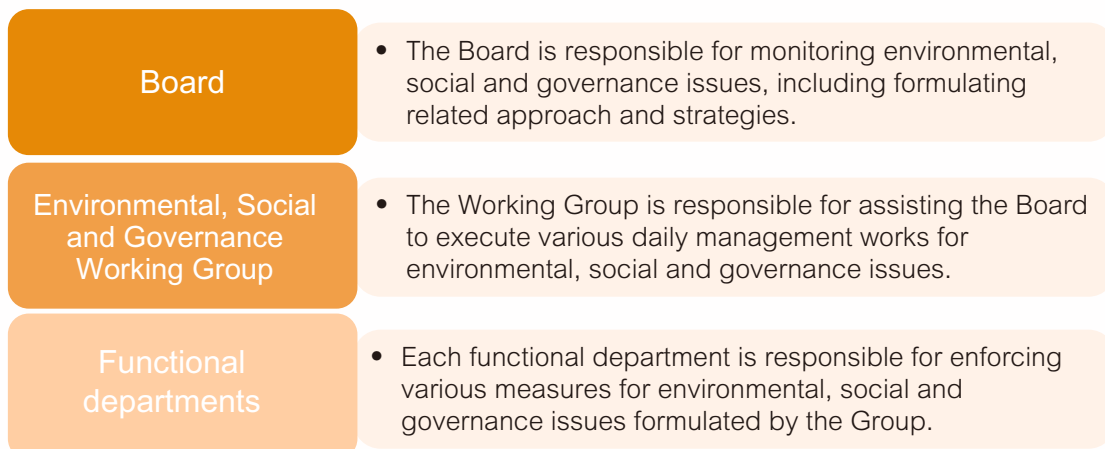 Board
• The Board is responsible for monitoring environmental,
social and governance issues, including formulating
related approach and strategies.
Environmental, Social
and Governance
Working Group
• The Working Group is responsible for assisting the Board
to execute various daily management works for
environmental, social and governance issues.
Functional
departments
• Each functional department is responsible for enforcing
various measures for environmental, social and
governance issues formulated by the Group.